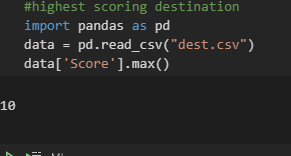 #highest scoring destination
import pandas as pd
data = pd.read_csv("dest.csv")
data['Score'].max()
10